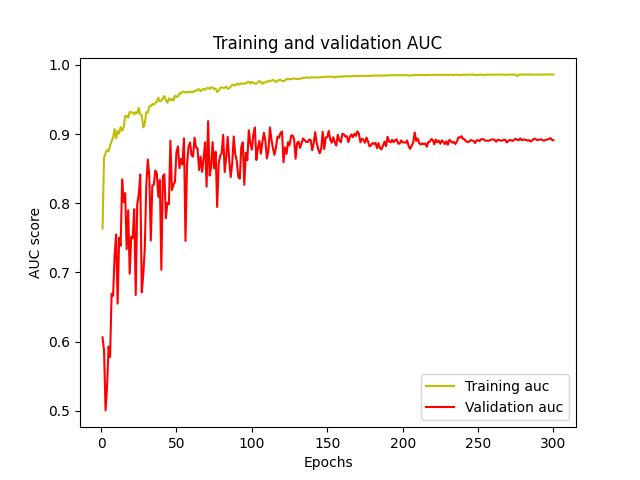 Training and validation AUC
1.0
0.9
0.8
0.7
0.6
0.5
AUC score
0 50 100 150 200 250 300
Epochs
Training auc
Validation auc